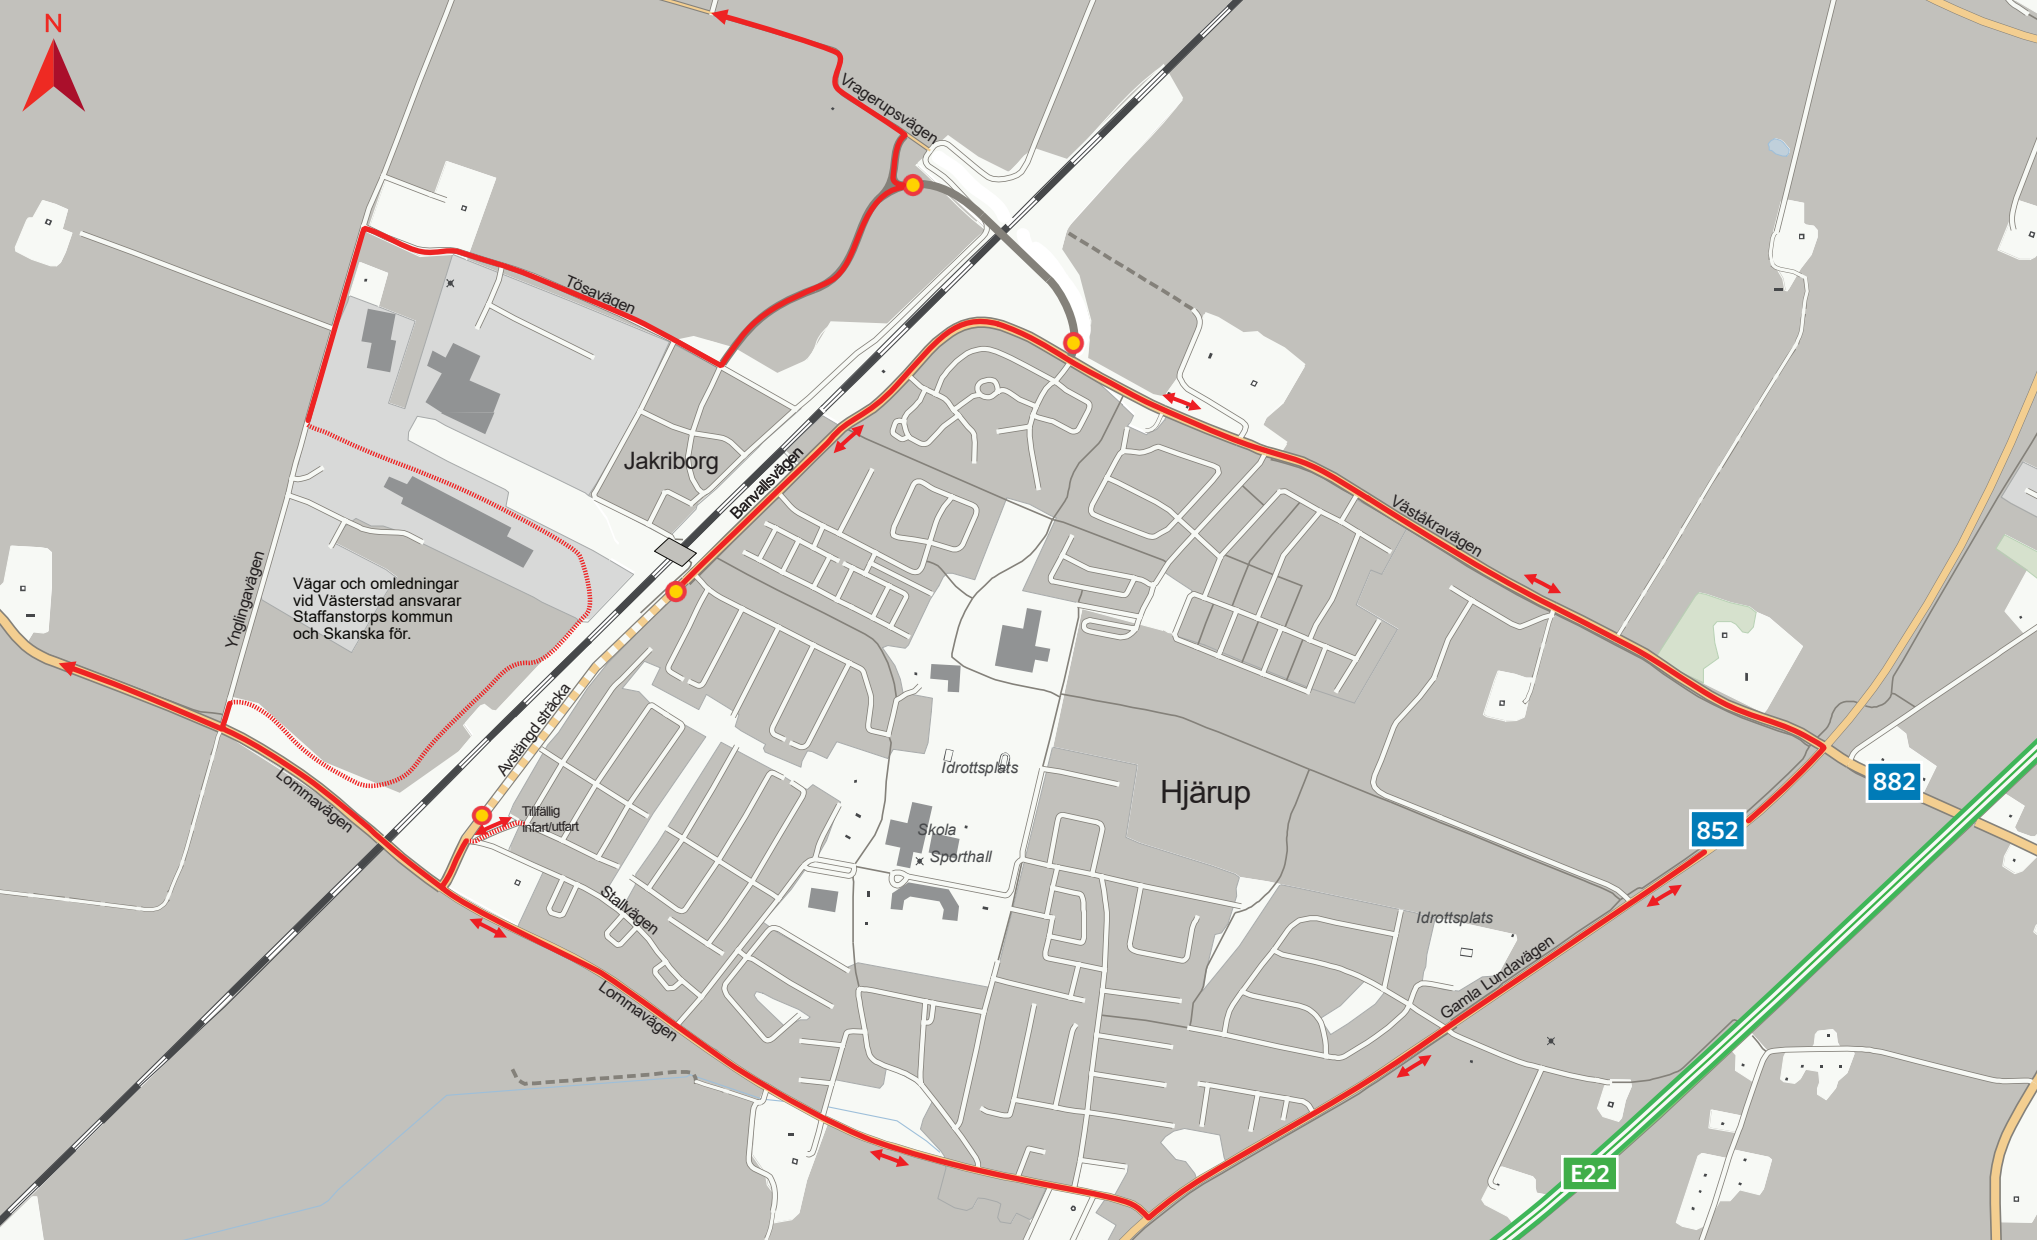 N
Vragerupsvägen
Tösavägen
Jakriborg
Banvallsvägen
Väståkravägen
Ynglingavägen
Vägar och omledningar
vid Västerstad ansvarar
Staffanstorps kommun
och Skanska för.
Avstängd sträcka
Lommavägen
Tillfällig
infart/utfart
Idrottsplats
Hjärup
882
852
Skola
Sporthall
Stallvägen
Idrottsplats
Gamla Lundavägen
Lommavägen
E22